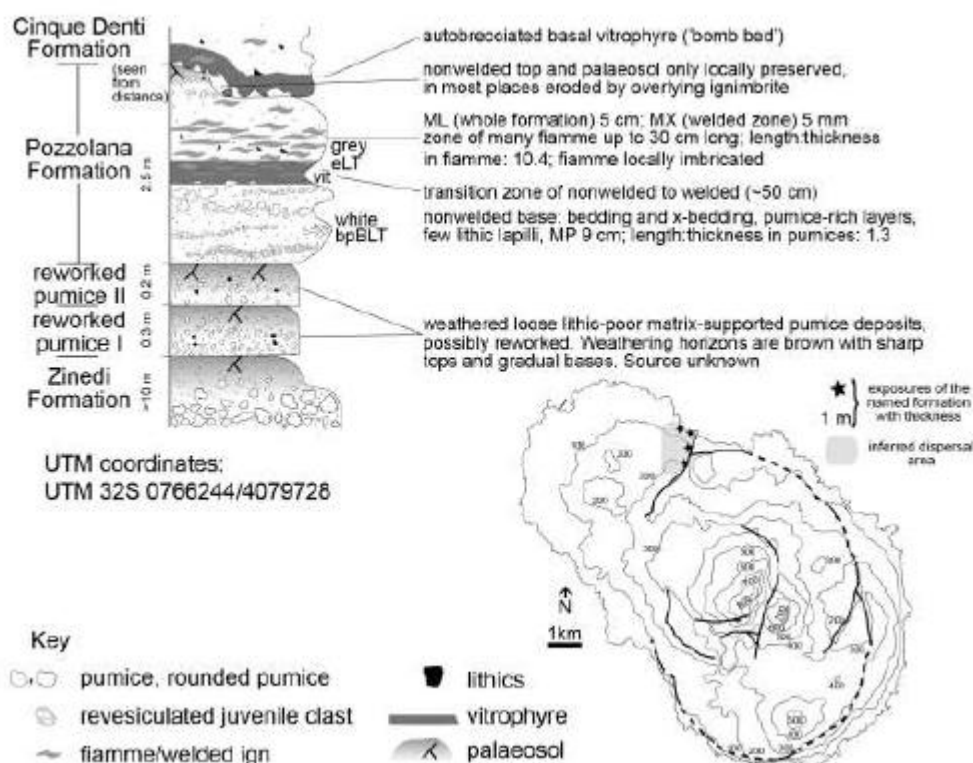 Cinque Denti
Formation
(seen
from
distance)
Pozzolana
Formation
2.5 m
reworked
pumice II
0.2 m
reworked
pumice I
0.3 m
Zinedi
Formation
>10 m
grey
eLT
vit
white
bpBLT
autobrecciated basal vitrophyre ('bomb bed')
nonwelded top and palaeosol only locally preserved,
in most places eroded by overlying ignimbrite
ML (whole formation) 5 cm; MX (welded zone) 5 mm
zone of many fiamme up to 30 cm long; length:thickness
in fiamme: 10.4; fiamme locally imbricated
transition zone of nonwelded to welded (~50 cm)
nonwelded base: bedding and x-bedding, pumice-rich layers,
few lithic lapilli, MP 9 cm; length:thickness in pumices: 1.3
weathered loose lithic-poor matrix-supported pumice deposits,
possibly reworked. Weathering horizons are brown with sharp
tops and gradual bases. Source unknown
UTM coordinates:
UTM 32S 0766244/4079728
1 m
exposures of the
named formation
with thickness
inferred dispersal
area
N
1km
Key
pumice, rounded pumice
revesiculated juvenile clast
fiamme/welded ign
lithics
vitrophyre
palaeosol